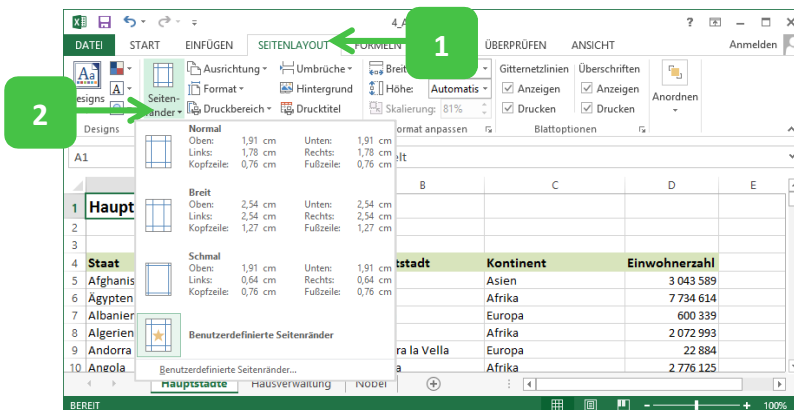 4_A
?
DATEI START EINFÜGEN SEITENLAYOUT FORMELN ÜBERPRÜFEN ANSICHT Anmelden
1
2
Aa
A
Seiten-
ränder
Ausrichtung
Format
Druckbereich
Umbrüche
Hintergrund
Drucktitel
Breit
Höhe: Automatis
Skalierung: 81%
Gitternetzlinien
Anzeigen
Drucken
Überschriften
Anzeigen
Drucken
Anordnen
Designs ormat anpassen Blattoptionen
A1 elt
Normal
Oben: 1,91 cm Unten: 1,91 cm
Links: 1,78 cm Rechts: 1,78 cm
Kopfzeile: 0,76 cm Fußzeile: 0,76 cm
Breit
Oben: 2,54 cm Unten: 2,54 cm
Links: 2,54 cm Rechts: 2,54 cm
Kopfzeile: 1,27 cm Fußzeile: 1,27 cm
Schmal
Oben: 1,91 cm Unten: 1,91 cm
Links: 0,64 cm Rechts: 0,64 cm
Kopfzeile: 0,76 cm Fußzeile: 0,76 cm
Benutzerdefinierte Seitenränder
Benutzerdefinierte Seitenränder...
B C D E
1 Haupt
2
3
4 Staat tstadt Kontinent Einwohnerzahl
5 Afghanis Asien 3 043 589
6 Ägypten Afrika 7 734 614
7 Albanien Europa 600 339
8 Algerien Afrika 2 072 993
9 Andorra ra la Vella Europa 22 884
10 Angola a Afrika 2 776 125
Hauptstädte Hausverwaltung Nobel
BEREIT 100%